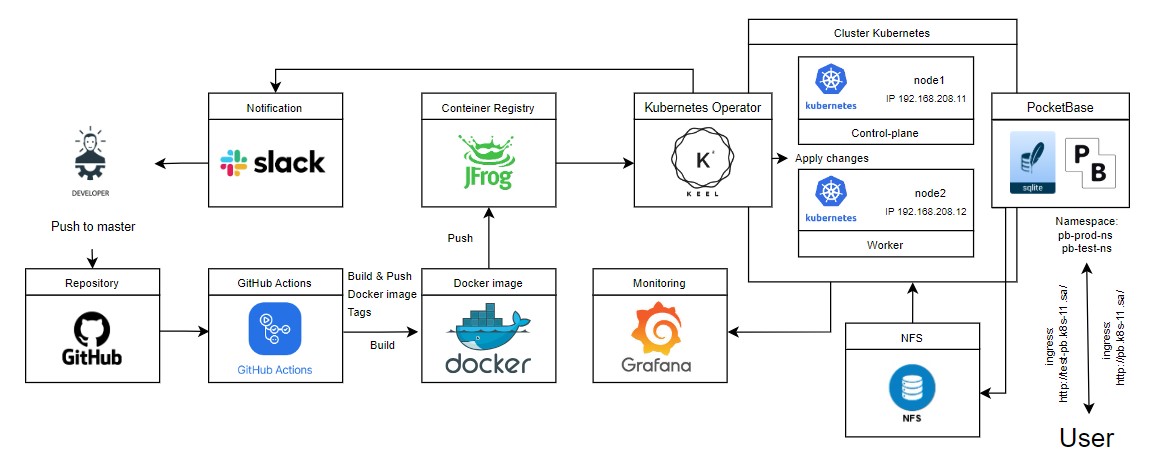 Cluster Kubernetes
kubernetes
node1
IP 192.168.208.11
Control-plane
Notification
slack
Conteiner Registry
JFrog
Kubernetes Operator
K
KEEL
Apply changes
kubernetes
node2
IP 192.168.208.12
Worker
PocketBase
sqlite
P
B
Namespace:
pb-prod-ns
pb-test-ns
DEVELOPER
Push to master
Repository
GitHub
GitHub Actions
GitHub Actions
Build & Push
Docker image
Tags
Build
Docker image
docker
Push
Monitoring
Grafana
NFS
NFS
ingress:
http://test-pb.k8s-11.sa/
ingress:
http://pb.k8s-11.sa/
User